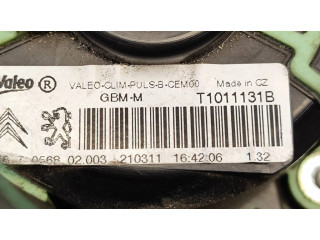 Valeo ® VALEO-CLIM-PULS-B-CEM00 Made in CZ
GBM-M T1011131B
0568 02 003 210311 16:42:06 1.32